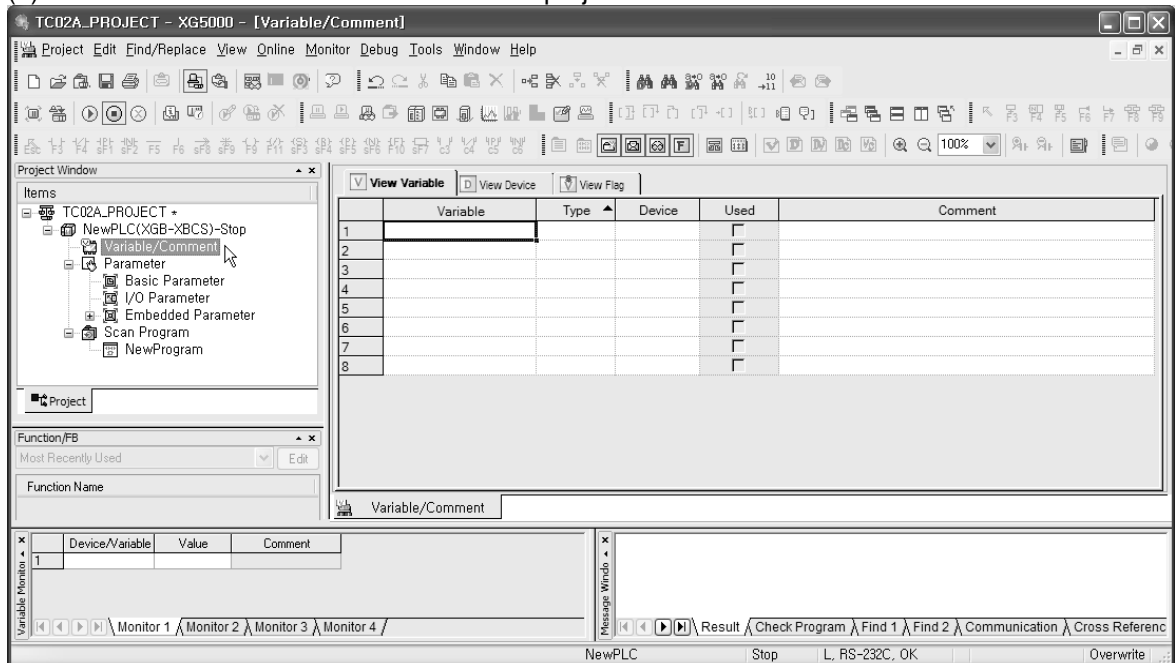 TC02A_PROJECT - XG5000 - [Variable/Comment]
Project Edit Find/Replace View Online Monitor Debug Tools Window Help
100%
Project Window
Items
TC02A_PROJECT *
NewPLC(XGB-XBCS)-Stop
Variable/Comment
Parameter
Basic Parameter
I/O Parameter
Embedded Parameter
Scan Program
NewProgram
Project
Function/FB
Most Recently Used Edit
Function Name
V View Variable D View Device View Flag
Variable Type Device Used Comment
1
2
3
4
5
6
7
8
Variable/Comment
Variable Monitor
Device/Variable Value Comment
1
Monitor 1 Monitor 2 Monitor 3 Monitor 4
Message Windo
Result Check Program Find 1 Find 2 Communication Cross Referenc
NewPLC Stop L, RS-232C, OK Overwrite